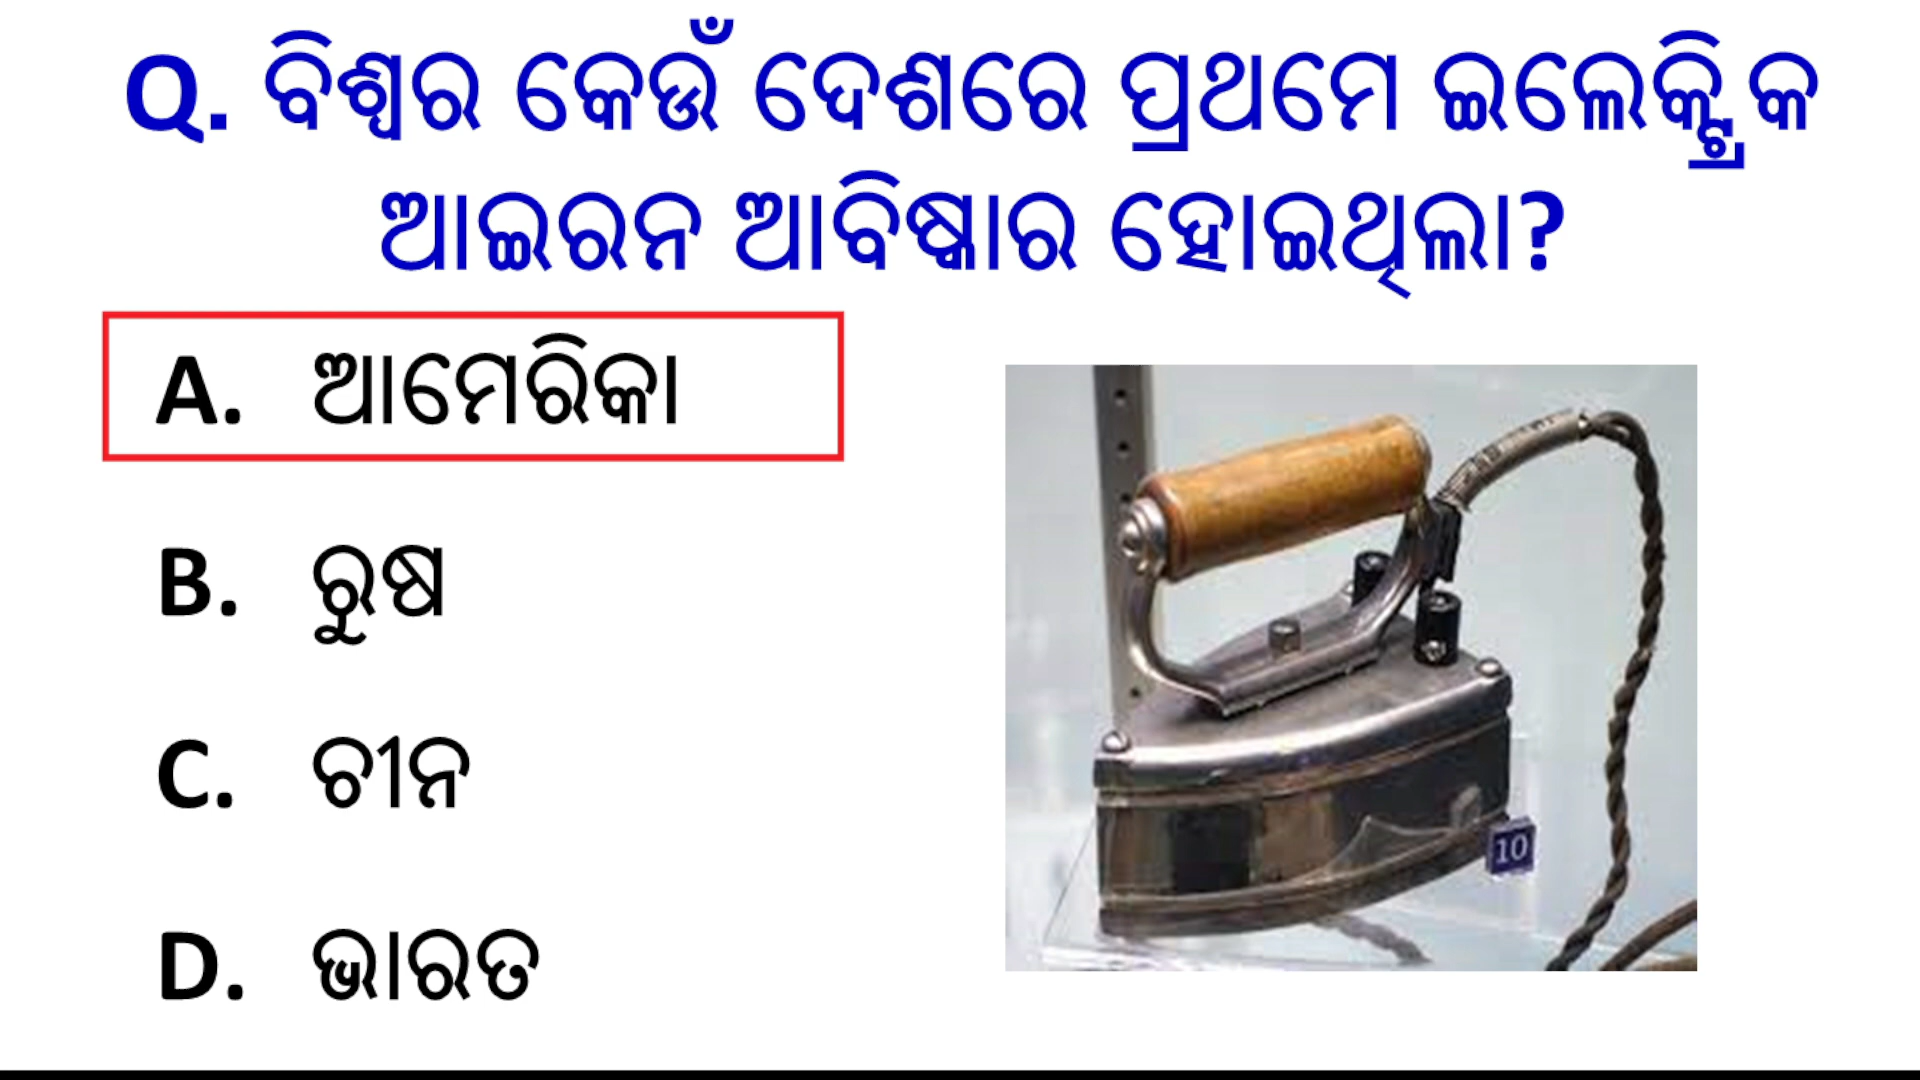 Q. ବିଶ୍ୱର କେଉଁ ଦେଶରେ ପ୍ରଥମେ ଇଲେକ୍ଟ୍ରିକ
ଆଇରନ ଆବିଷ୍କାର ହୋଇଥିଲା?
A. ଆମେରିକା
B. ରୁଷ
C. ଚୀନ
D. ଭାରତ
10